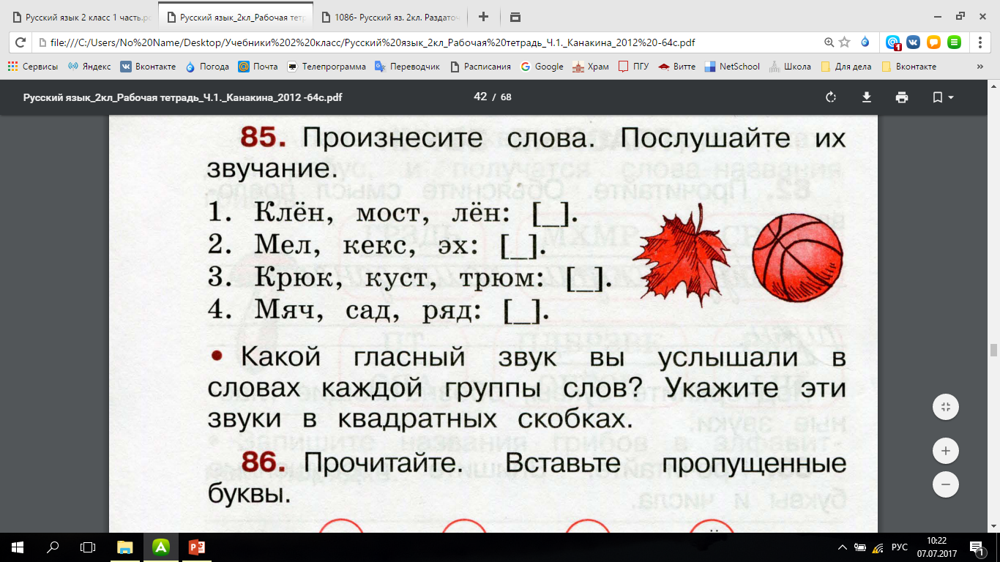 Русский язык 2 класс 1 часть.pd
Русский язык_2кл_Рабочая тетр
1086- Русский яз. 2кл. Раздаточ
file:///C:/Users/No%20Name/Desktop/Учебники%202%20класс/Русский%20язык_2кл_Рабочая%20тетрадь_Ч.1._Канакина_2012%20-64с.pdf
1
Сервисы Яндекс Вконтакте Погода Почта Телепрограмма Переводчик Расписания Google Храм ПГУ Витте NetSchool Школа Для дела Вконтакте »
Русский язык_2кл_Рабочая тетрадь_Ч.1._Канакина_2012 -64с.pdf 42 / 68
85. Произнесите слова. Послушайте их
звучание.
1. Клён, мост, лён: [_].
2. Мел, кекс, эх: [_].
3. Крюк, куст, трюм: [_].
4. Мяч, сад, ряд: [_].
• Какой гласный звук вы услышали в
словах каждой группы слов? Укажите эти
звуки в квадратных скобках.
86. Прочитайте. Вставьте пропущенные
буквы.
РУС
10:22
07.07.2017
1